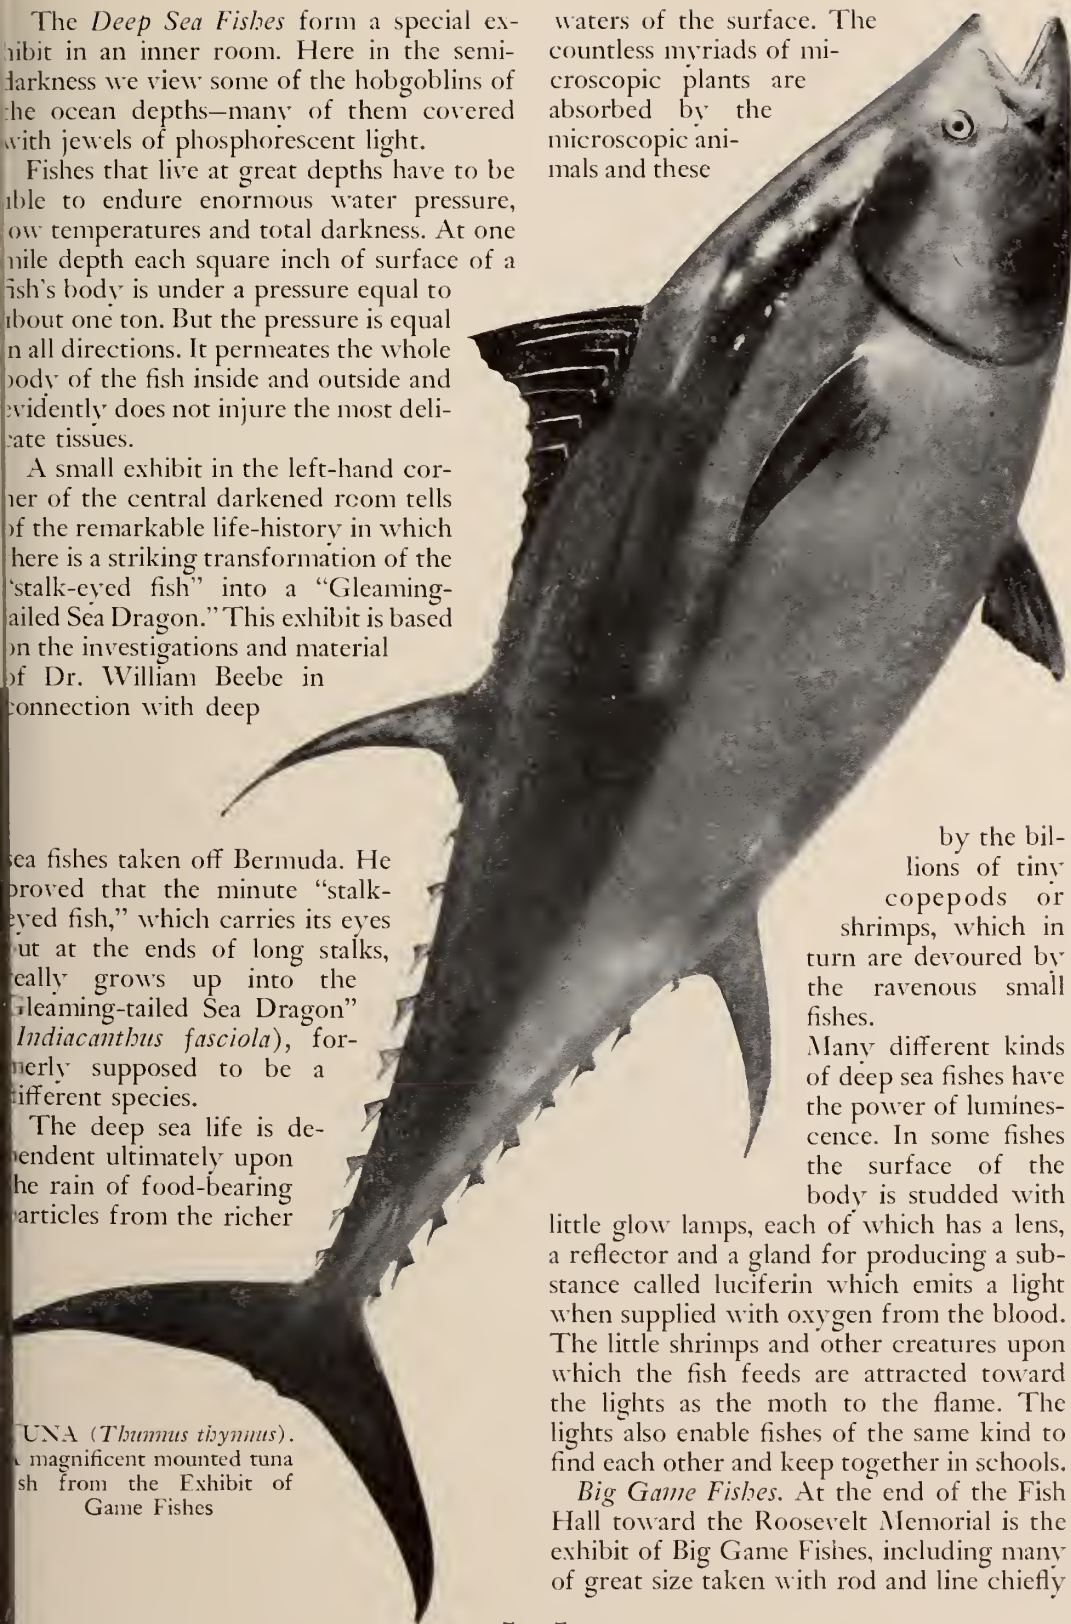 The Deep Sea Fishes form a special ex-
hibit in an inner room. Here in the semi-
darkness we view some of the hobgoblins of
the ocean depths—many of them covered
with jewels of phosphorescent light.
Fishes that live at great depths have to be
able to endure enormous water pressure,
low temperatures and total darkness. At one
mile depth each square inch of surface of a
fish's body is under a pressure equal to
about one ton. But the pressure is equal
in all directions. It permeates the whole
body of the fish inside and outside and
evidently does not injure the most deli-
cate tissues.
A small exhibit in the left-hand cor-
ner of the central darkened room tells
of the remarkable life-history in which
there is a striking transformation of the
"stalk-eyed fish" into a "Gleaming-
tailed Sea Dragon." This exhibit is based
on the investigations and material
of Dr. William Beebe in
connection with deep
sea fishes taken off Bermuda. He
proved that the minute "stalk-
eyed fish," which carries its eyes
out at the ends of long stalks,
really grows up into the
Gleaming-tailed Sea Dragon"
Indiacanthus fasciola), for-
merly supposed to be a
different species.
The deep sea life is de-
pendent ultimately upon
the rain of food-bearing
particles from the richer
waters of the surface. The
countless myriads of mi-
croscopic plants are
absorbed by the
microscopic ani-
mals and these
by the bil-
lions of tiny
copepods or
shrimps, which in
turn are devoured by
the ravenous small
fishes.
Many different kinds
of deep sea fishes have
the power of lumines-
cence. In some fishes
the surface of the
body is studded with
little glow lamps, each of which has a lens,
a reflector and a gland for producing a sub-
stance called luciferin which emits a light
when supplied with oxygen from the blood.
The little shrimps and other creatures upon
which the fish feeds are attracted toward
the lights as the moth to the flame. The
lights also enable fishes of the same kind to
find each other and keep together in schools.
Big Game Fishes. At the end of the Fish
Hall toward the Roosevelt Memorial is the
exhibit of Big Game Fishes, including many
of great size taken with rod and line chiefly
TUNA (Thunnus thynnus).
A magnificent mounted tuna
fish from the Exhibit of
Game Fishes